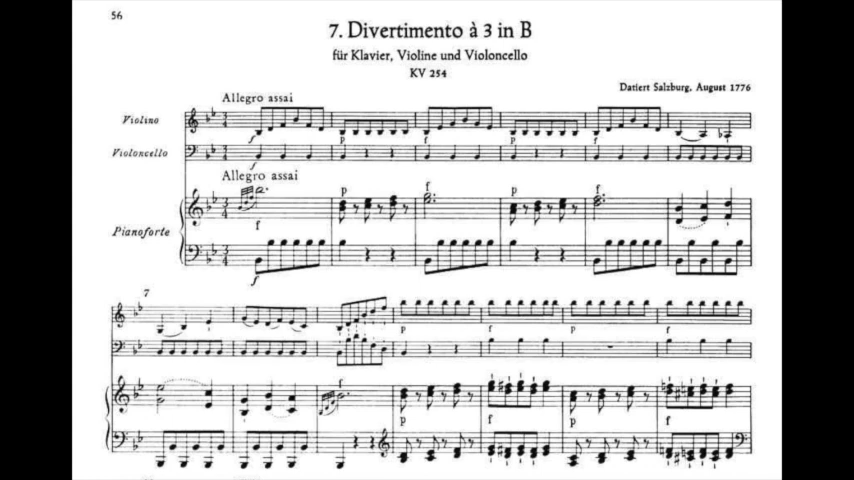 56
7. Divertimento à 3 in B
für Klavier, Violine und Violoncello
KV 254
Datiert Salzburg, August 1776
Allegro assai
Violino
f p f p f
Violoncello
f
Allegro assai
p f p f
Pianoforte
f
f
7
p f p f
f
p f p f